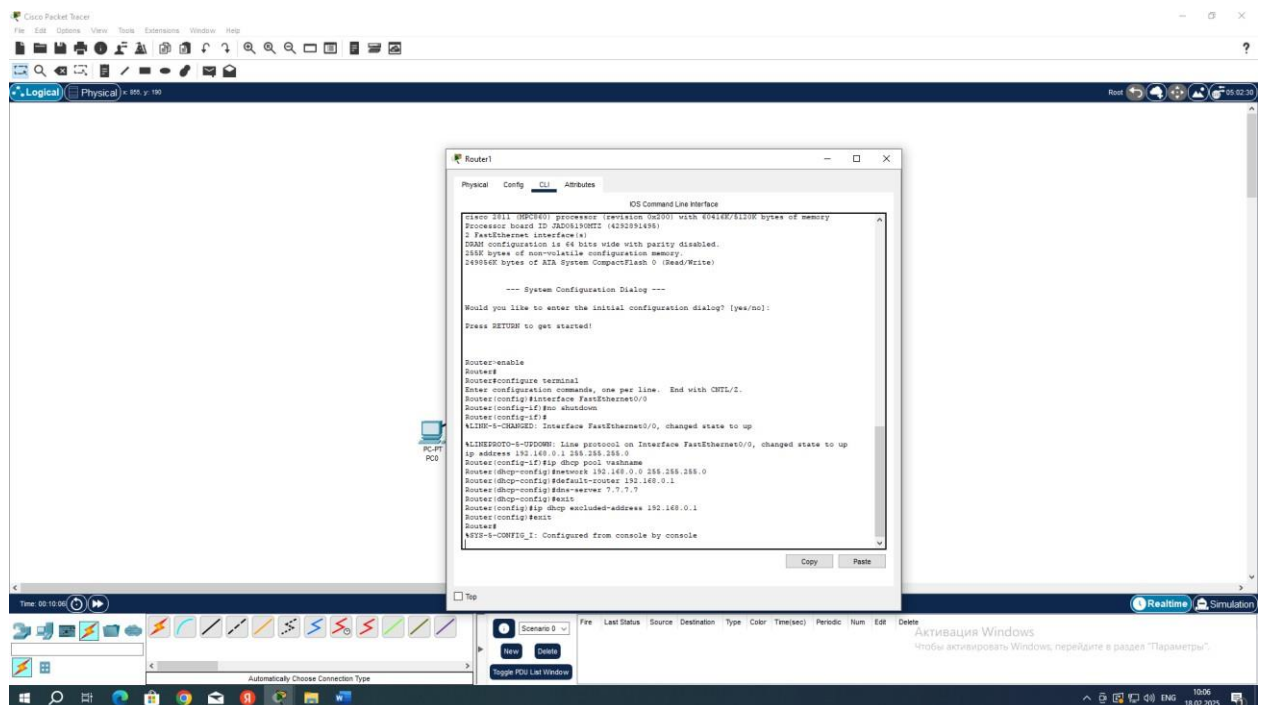 Cisco Packet Tracer
File Edit Options View Tools Extensions Window Help
?
Logical Physical x: 855, y: 190
Root 05:02:30
Router1
Physical Config CLI Attributes
IOS Command Line Interface
cisco 2811 (MPC860) processor (revision 0x200) with 60416K/5120K bytes of memory
Processor board ID JAD05190MTZ (4292891495)
2 FastEthernet interface(s)
DRAM configuration is 64 bits wide with parity disabled.
255K bytes of non-volatile configuration memory.
249856K bytes of ATA System CompactFlash 0 (Read/Write)
--- System Configuration Dialog ---
Would you like to enter the initial configuration dialog? [yes/no]:
Press RETURN to get started!
Router>enable
Router#
Router#configure terminal
Enter configuration commands, one per line. End with CNTL/Z.
Router(config)#interface FastEthernet0/0
Router(config-if)#no shutdown
Router(config-if)#
%LINK-5-CHANGED: Interface FastEthernet0/0, changed state to up
%LINEPROTO-5-UPDOWN: Line protocol on Interface FastEthernet0/0, changed state to up
ip address 192.168.0.1 255.255.255.0
Router(config-if)#ip dhcp pool vashname
Router(dhcp-config)#network 192.168.0.0 255.255.255.0
Router(dhcp-config)#default-router 192.168.0.1
Router(dhcp-config)#dns-server 7.7.7.7
Router(dhcp-config)#exit
Router(config)#ip dhcp excluded-address 192.168.0.1
Router(config)#exit
Router#
%SYS-5-CONFIG_I: Configured from console by console
PC-PT
PC0
Copy Paste
Top
Time: 00:10:06
Realtime Simulation
Scenario 0
New Delete
Toggle PDU List Window
Fire Last Status Source Destination Type Color Time(sec) Periodic Num Edit Delete
Активация Windows
Чтобы активировать Windows, перейдите в раздел "Параметры".
Automatically Choose Connection Type
ENG 10:06
18.02.2025